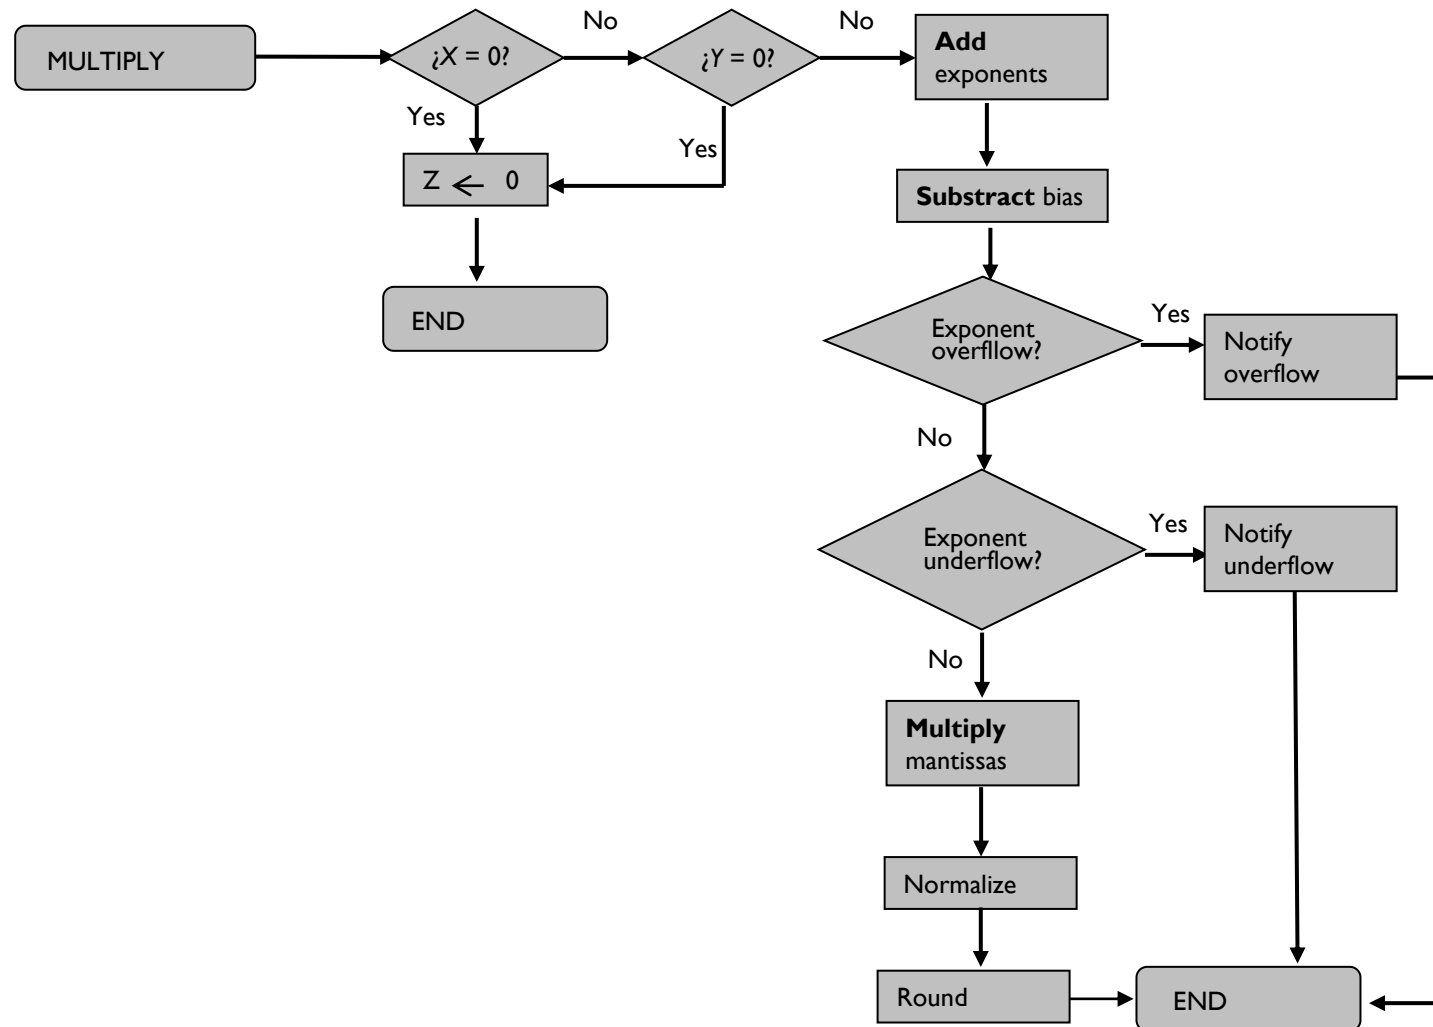 MULTIPLY
¿X = 0?
No
¿Y = 0?
No
Add
exponents
Yes
Yes
Z ← 0
Substract bias
END
Exponent
overfllow?
Yes
Notify
overflow
No
Exponent
underflow?
Yes
Notify
underflow
No
Multiply
mantissas
Normalize
Round
END